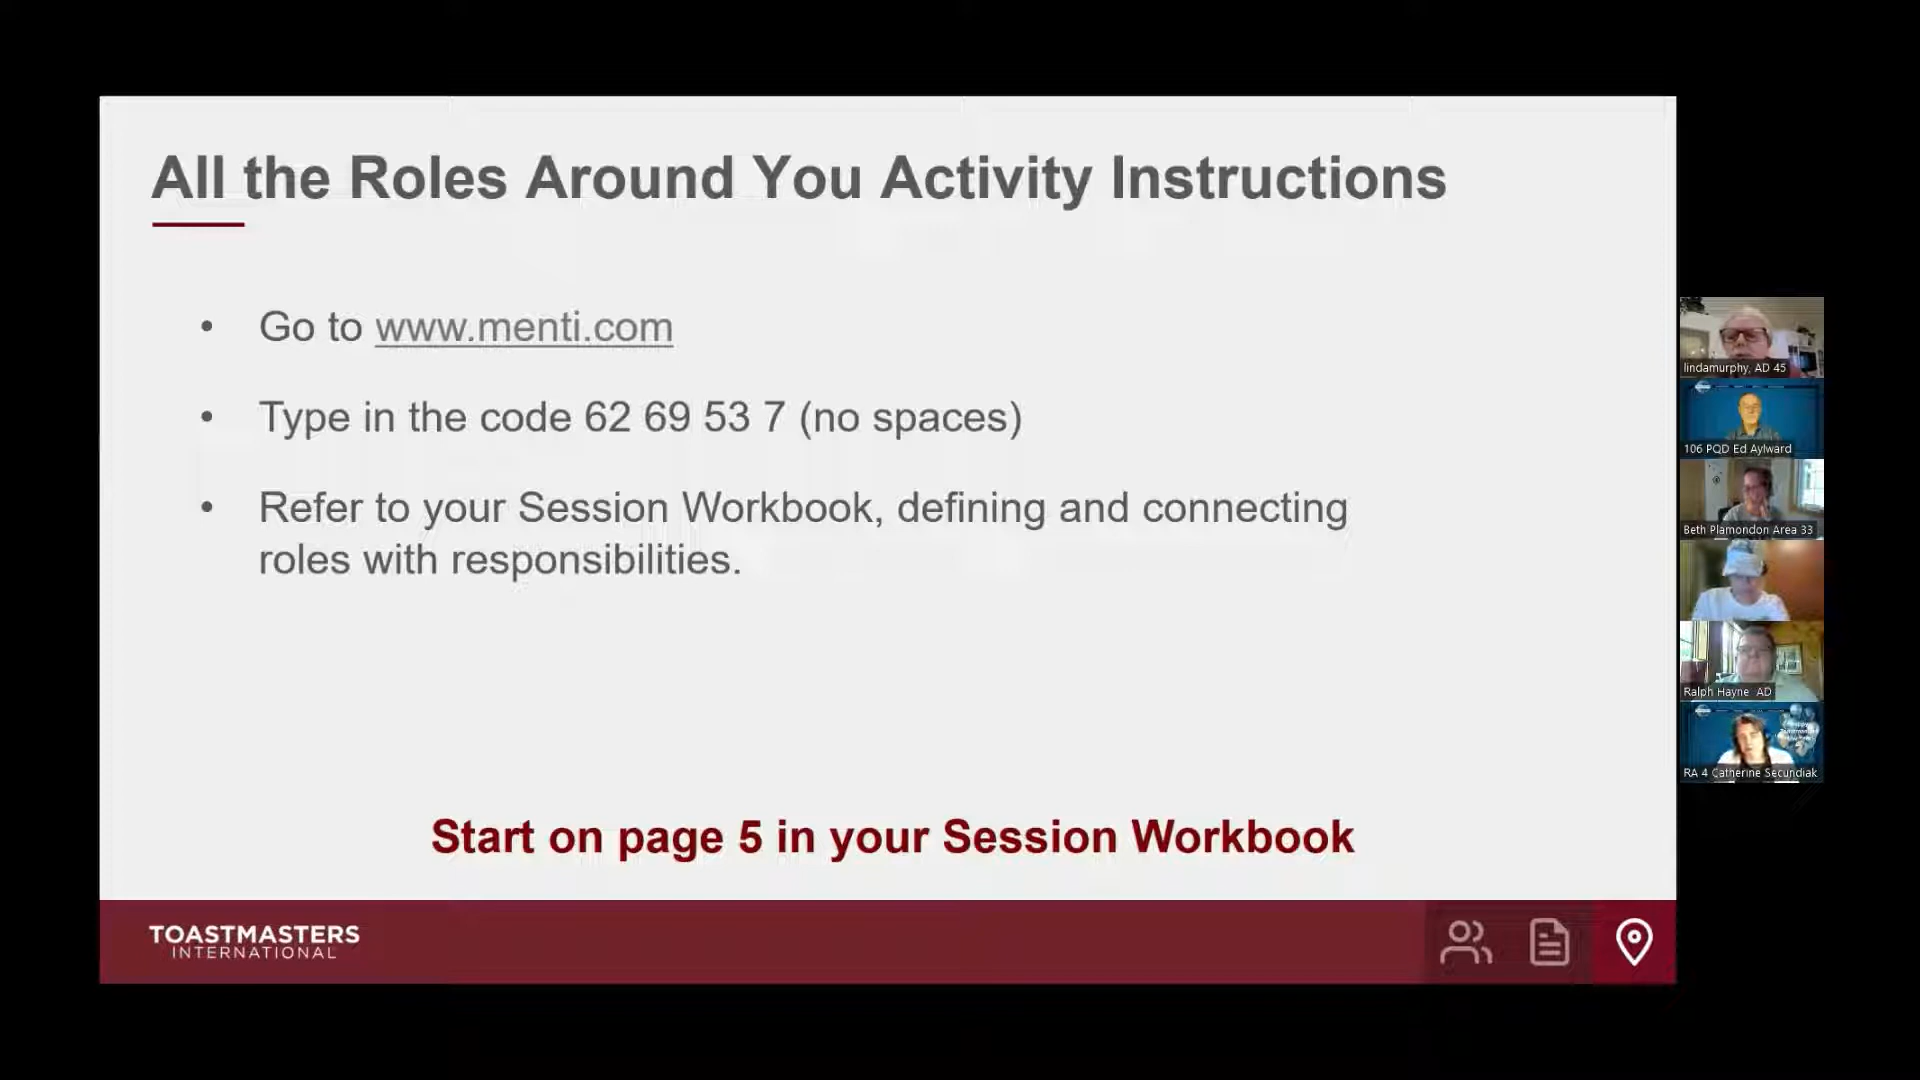 All the Roles Around You Activity Instructions
• Go to www.menti.com
• Type in the code 62 69 53 7 (no spaces)
• Refer to your Session Workbook, defining and connecting
roles with responsibilities.
Start on page 5 in your Session Workbook
TOASTMASTERS
INTERNATIONAL
lindamurphy, AD 45
106 PQD Ed Aylward
Beth Plamondon Area 33
Ralph Hayne AD
RA 4 Catherine Secundiak